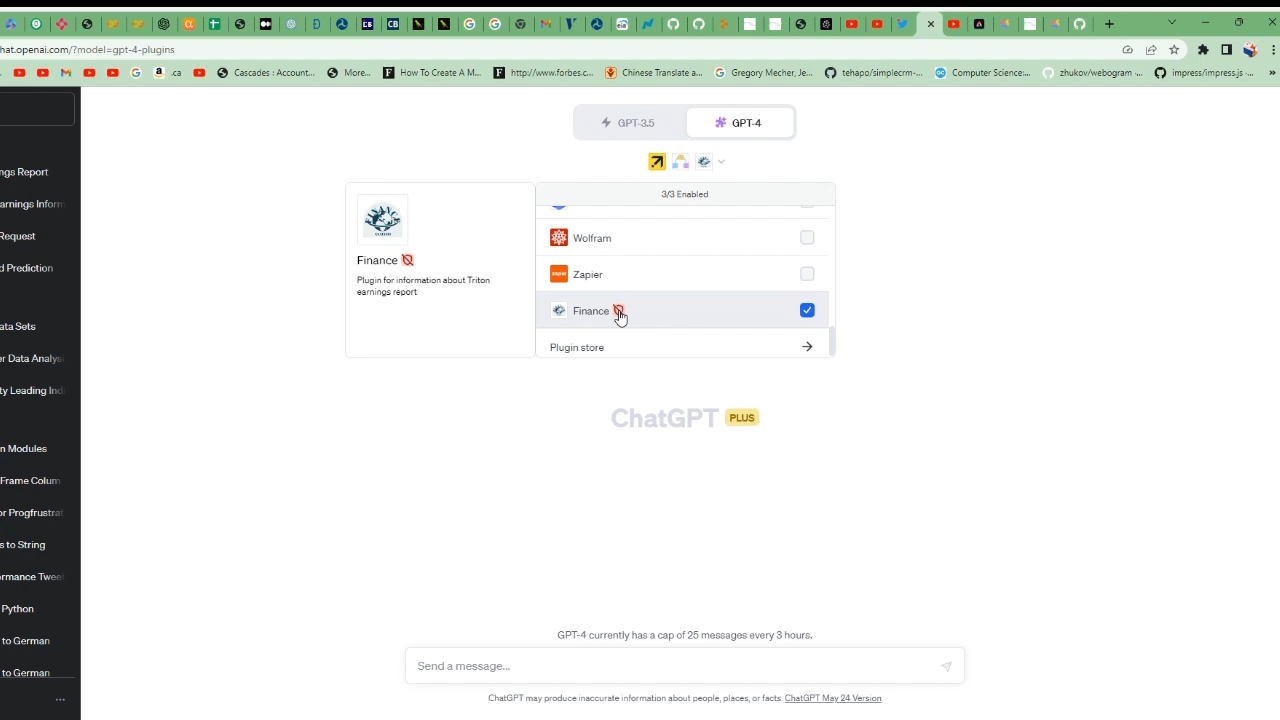 hat.openai.com/?model=gpt-4-plugins
Cascades : Account...
More...
How To Create A M...
http://www.forbes.c...
Chinese Translate a...
Gregory Mecher, Je...
tehapo/simplecrm-...
Computer Science:...
zhukov/webogram -...
impress/impress.js -...
.ca
GPT-3.5
GPT-4
3/3 Enabled
Finance
Plugin for information about Triton
earnings report
Wolfram
Zapier
Finance
Plugin store
ngs Report
arnings Inform
Request
d Prediction
ata Sets
er Data Analysi
ty Leading Ind
n Modules
Frame Colum
or Progfrustrat
s to String
rmance Twee
Python
to German
to German
ChatGPT PLUS
GPT-4 currently has a cap of 25 messages every 3 hours.
Send a message...
ChatGPT may produce inaccurate information about people, places, or facts. ChatGPT May 24 Version